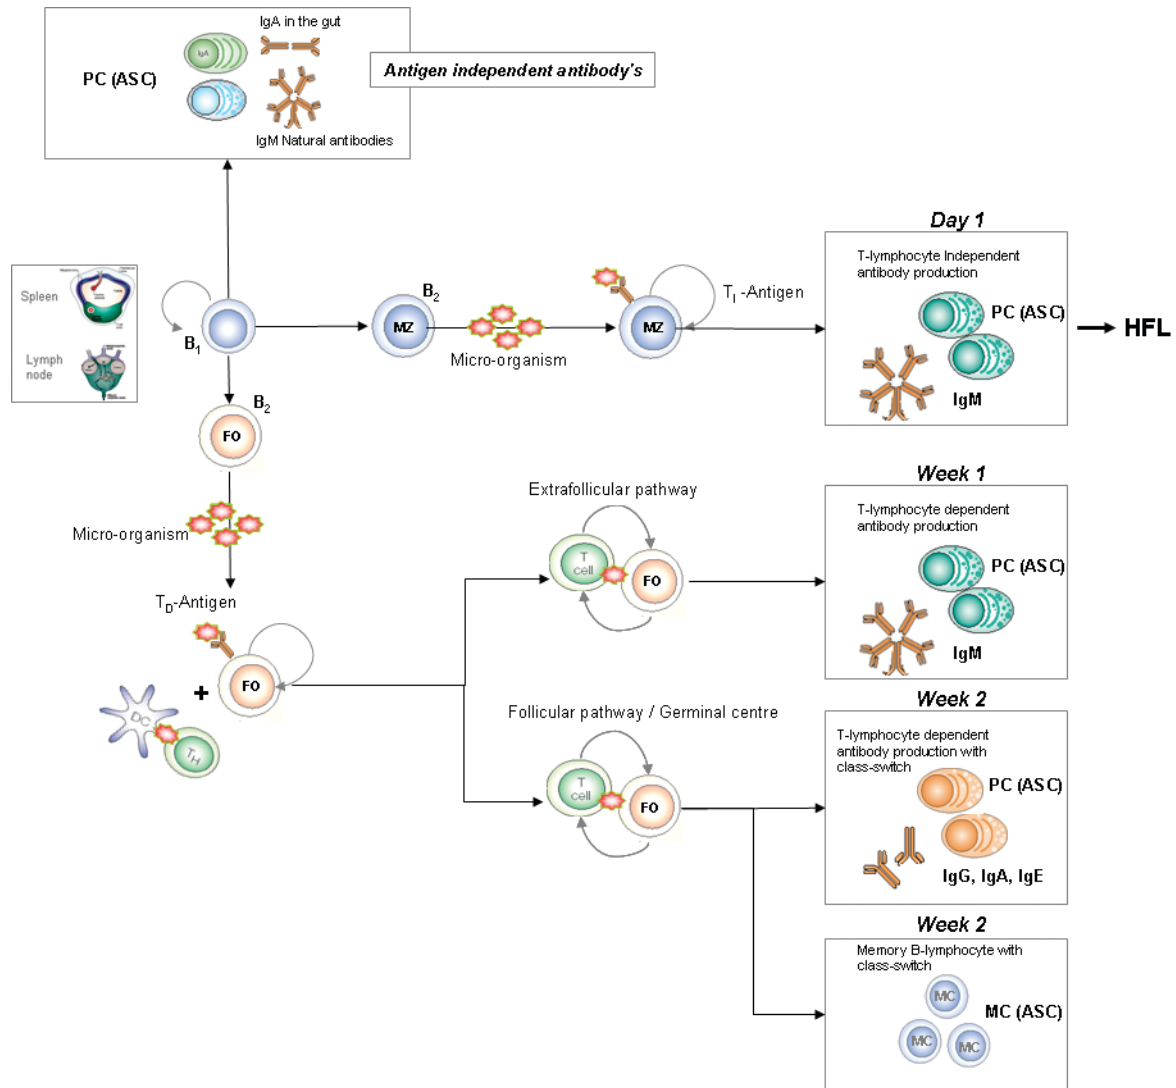 IgA in the gut
IgA
PC (ASC)
Antigen independent antibody's
IgM Natural antibodies
Day 1
T-lymphocyte Independent
antibody production
PC (ASC)
IgM
HFL
Spleen
Lymph
node
B1
B2
MZ
Micro-organism
MZ
TI -Antigen
B2
FO
Micro-organism
TD-Antigen
FO
+
DC
TH
Extrafollicular pathway
T
cell
FO
Week 1
T-lymphocyte dependent
antibody production
PC (ASC)
IgM
Follicular pathway / Germinal centre
T
cell
FO
Week 2
T-lymphocyte dependent
antibody production with
class-switch
PC (ASC)
IgG, IgA, IgE
Week 2
Memory B-lymphocyte with
class-switch
MC
MC (ASC)
MC
MC